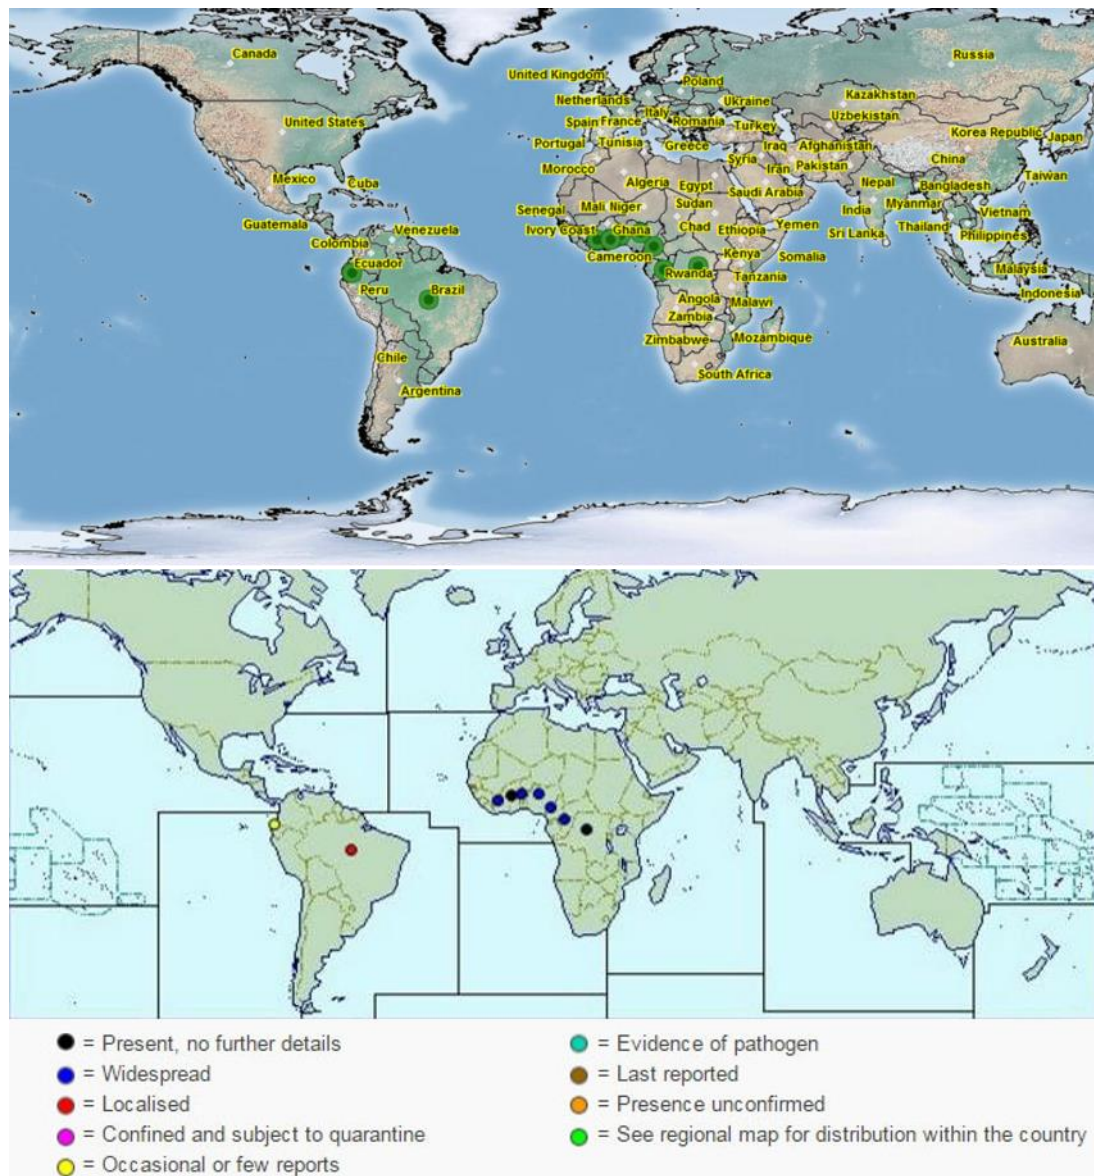 Canada
Russia
United Kingdom
Poland
Netherlands
Ukraine
Kazakhstan
Italy
Uzbekistan
United States
Spain
France
Romania
Turkey
Korea Republic
Japan
Portugal
Tunisia
Greece
Iraq
Afghanistan
Syria
Iran
Pakistan
China
Morocco
Taiwan
Mexico
Cuba
Algeria
Egypt
Saudi Arabia
Nepal
Bangladesh
Senegal
Mali
Niger
Sudan
India
Myanmar
Vietnam
Guatemala
Venezuela
Ivory Coast
Ghana
Chad
Ethiopia
Yemen
Sri Lanka
Thailand
Philippines
Colombia
Ecuador
Cameroon
Kenya
Somalia
Rwanda
Tanzania
Malaysia
Peru
Brazil
Angola
Malawi
Indonesia
Zambia
Zimbabwe
Mozambique
Australia
Chile
South Africa
Argentina
= Present, no further details
= Widespread
= Localised
= Confined and subject to quarantine
= Occasional or few reports
= Evidence of pathogen
= Last reported
= Presence unconfirmed
= See regional map for distribution within the country